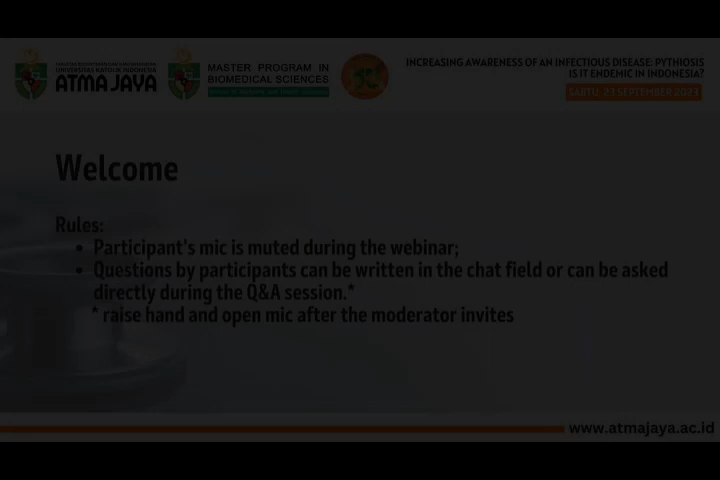 UNIVERSITAS KATOLIK INDONESIA
ATMA JAYA
MASTER PROGRAM IN
BIOMEDICAL SCIENCES
INCREASING AWARENESS OF AN INFECTIOUS DISEASE: PYTHIOSIS
IS IT ENDEMIC IN INDONESIA?
SABTU, 23 SEPTEMBER 2023
Welcome
Rules:
• Participant's mic is muted during the webinar;
• Questions by participants can be written in the chat field or can be asked
directly during the Q&A session.*
* raise hand and open mic after the moderator invites
www.atmajaya.ac.id